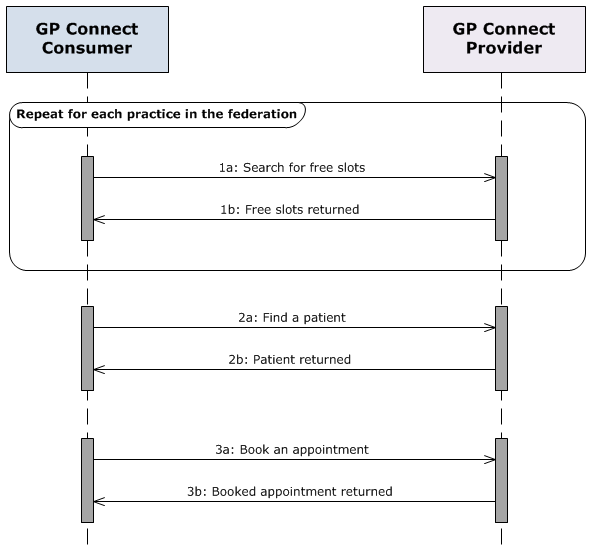 GP Connect
Consumer
GP Connect
Provider
Repeat for each practice in the federation
1a: Search for free slots
1b: Free slots returned
2a: Find a patient
2b: Patient returned
3a: Book an appointment
3b: Booked appointment returned